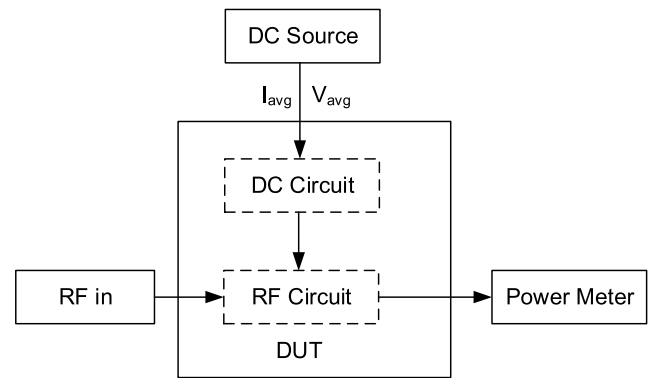 DC Source
Iavg Vavg
DC Circuit
RF in
RF Circuit
Power Meter
DUT